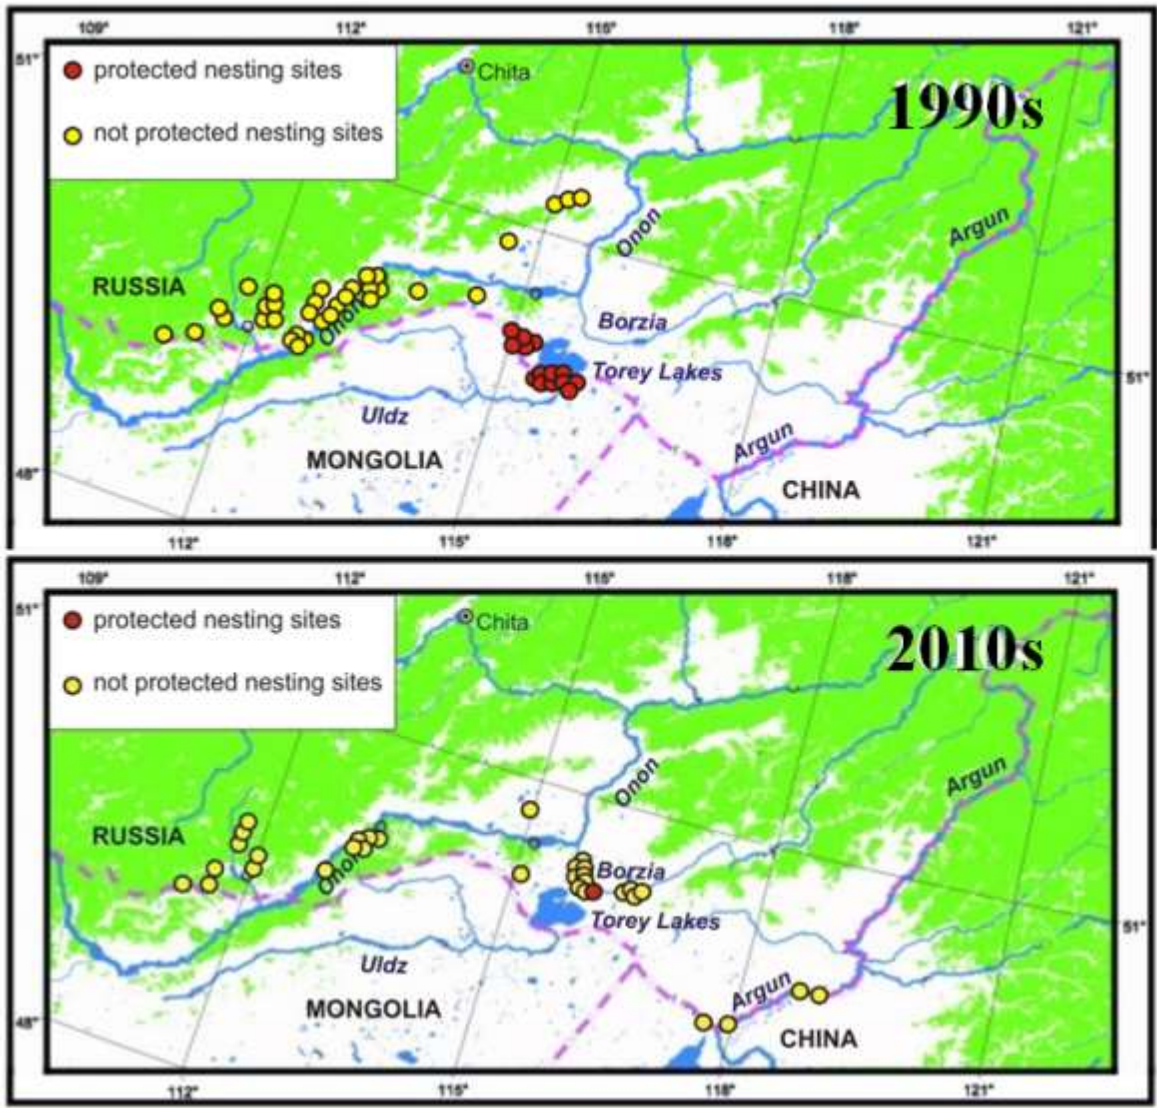 109° 112° 115° 118° 121°
51°
protected nesting sites
Chita
1990s
not protected nesting sites
Onon
Argun
RUSSIA
Onon
Borzia
Torey Lakes
51°
Uldz
Argun
MONGOLIA
48°
CHINA
112° 115° 118° 121°
109° 112° 115° 118° 121°
51°
protected nesting sites
Chita
2010s
not protected nesting sites
Onon
Argun
RUSSIA
Onon
Borzia
Torey Lakes
51°
Uldz
Argun
MONGOLIA
48°
CHINA
112° 115° 118° 121°